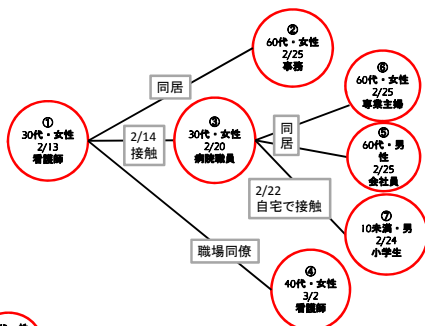 ②
60代・女性
2/25
事務
同居
⑥
60代・女性
2/25
専業主婦
①
30代・女性
2/13
看護師
2/14
接触
③
30代・女性
2/20
病院職員
同
居
⑤
60代・男
性
2/25
会社員
2/22
自宅で接触
⑦
10未満・男
2/24
小学生
職場同僚
④
40代・女性
3/2
看護師